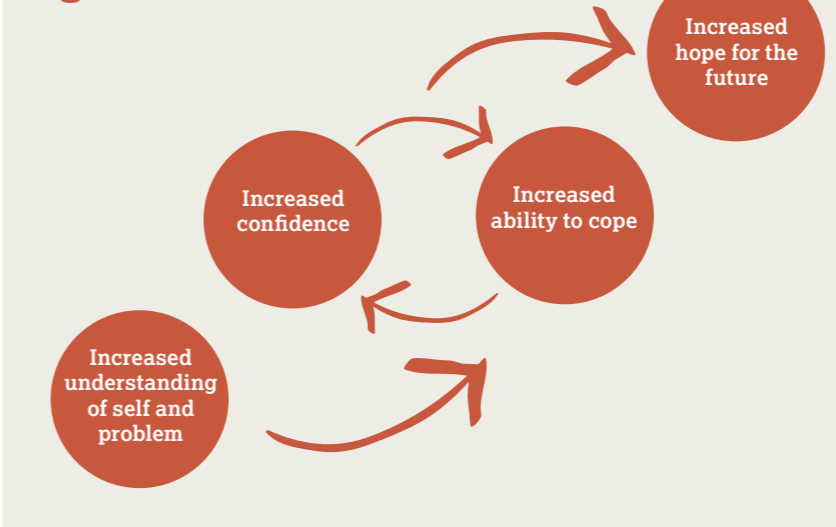 Increased
hope for the
future
Increased
confidence
Increased
ability to cope
Increased
understanding
of self and
problem